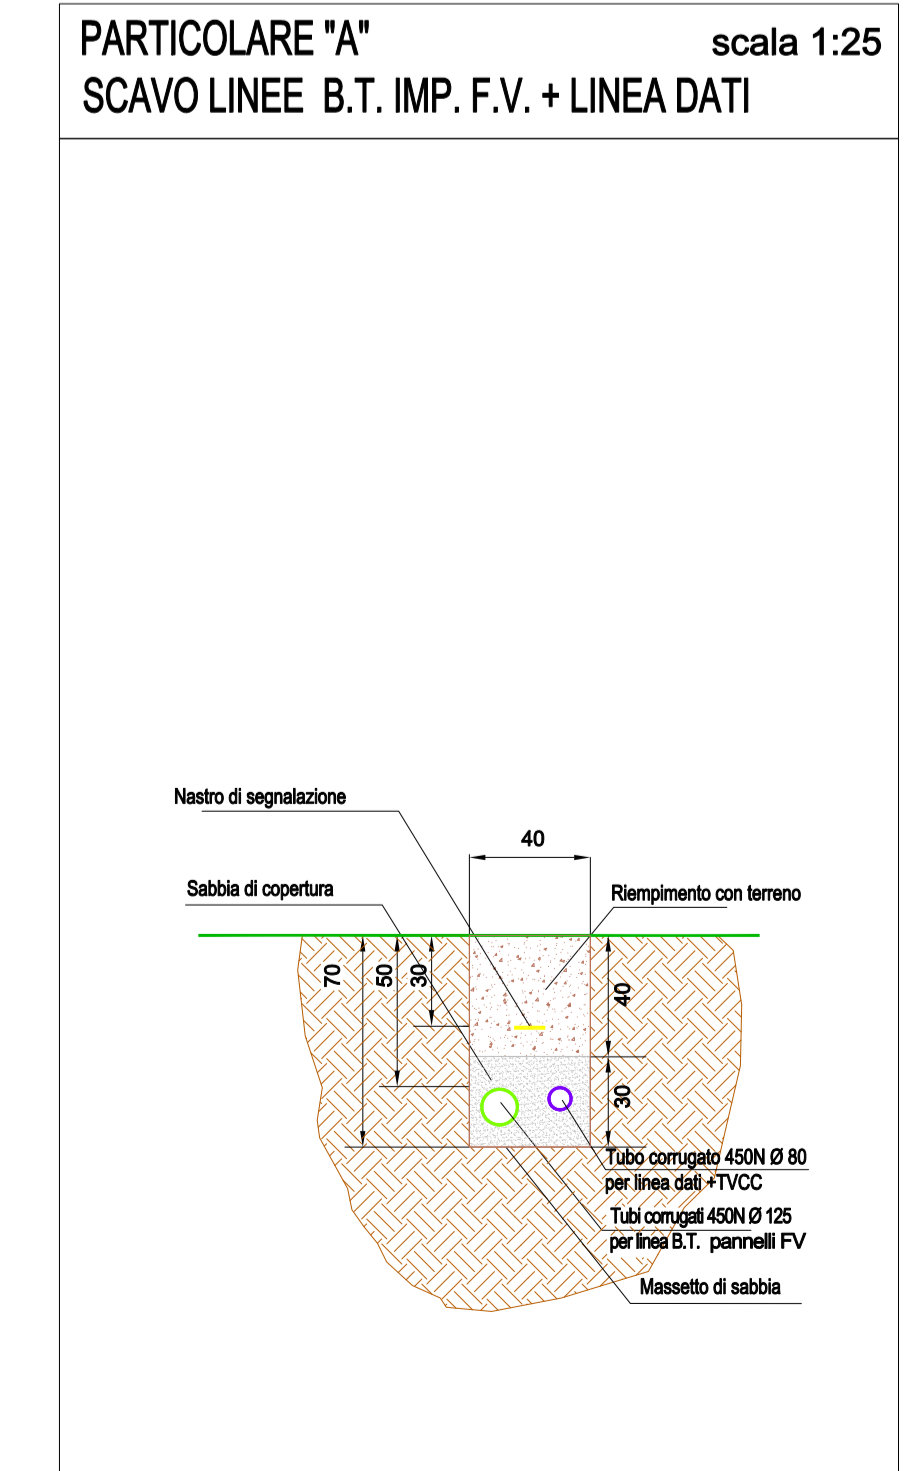 PARTICOLARE "A"
scala 1:25
SCAVO LINEE B.T. IMP. F.V. + LINEA DATI
Nastro di segnalazione
40
Sabbia di copertura
Riempimento con terreno
70
50
30
40
30
Tubo corrugato 450N Ø 80
per linea dati +TVCC
Tubi corrugati 450N Ø 125
per linea B.T. pannelli FV
Massetto di sabbia